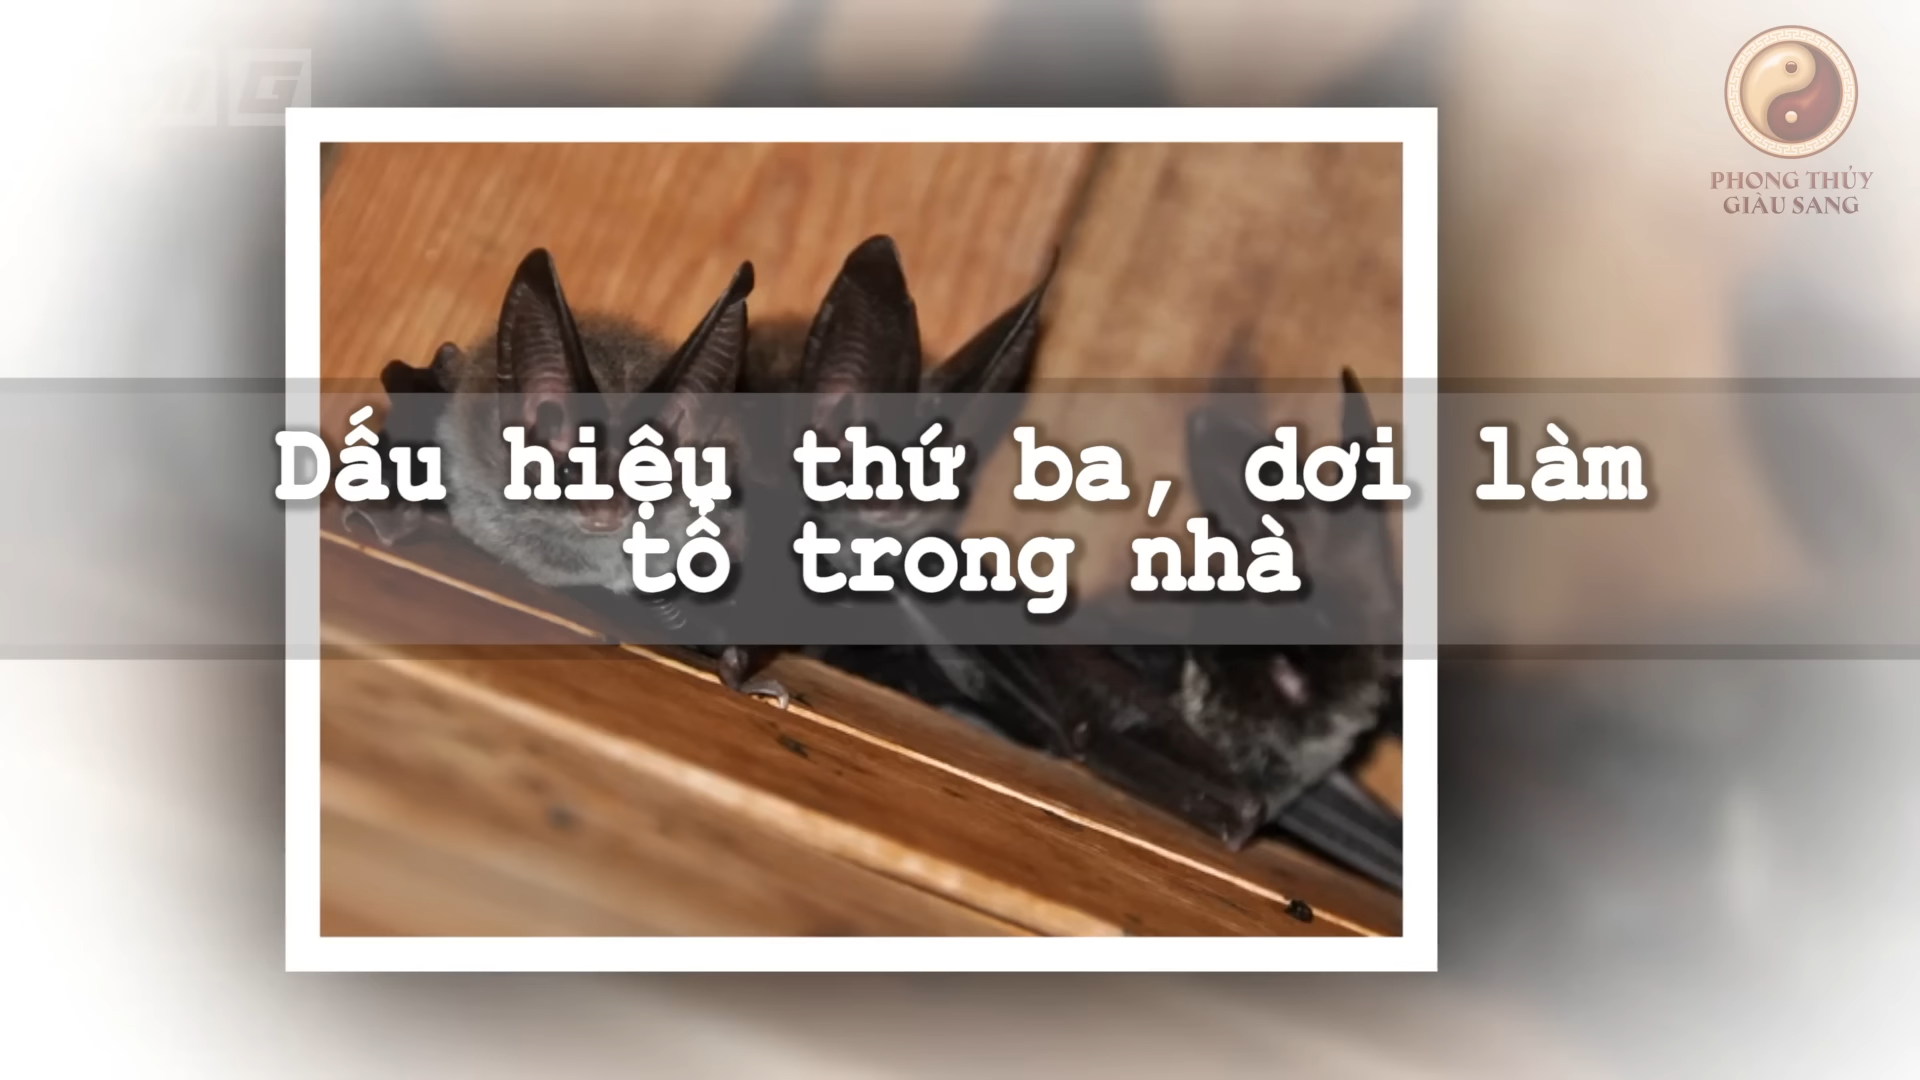 PHONG THỦY
GIÀU SANG
Dấu hiệu thứ ba, dơi làm
tổ trong nhà